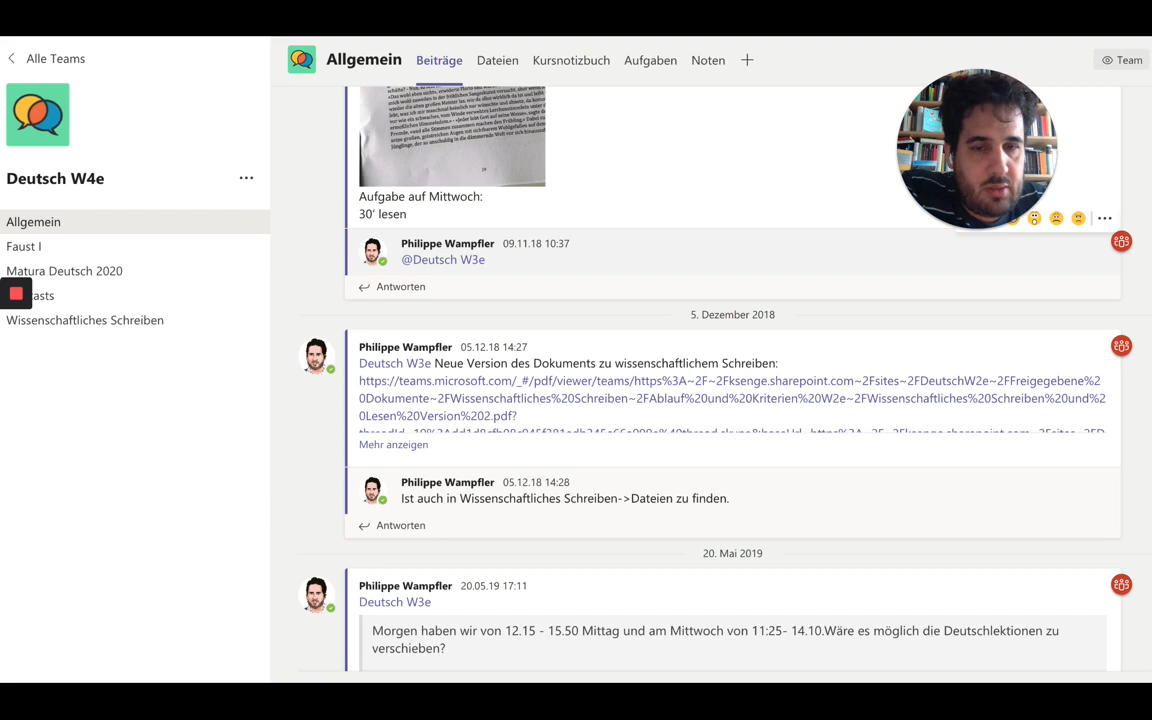 Alle Teams
Deutsch W4e
Allgemein
Faust I
Matura Deutsch 2020
asts
Wissenschaftliches Schreiben
Allgemein Beiträge Dateien Kursnotizbuch Aufgaben Noten
Team
Aufgabe auf Mittwoch:
30‘ lesen
Philippe Wampfler 09.11.18 10:37
@Deutsch W3e
Antworten
5. Dezember 2018
Philippe Wampfler 05.12.18 14:27
Deutsch W3e Neue Version des Dokuments zu wissenschaftlichem Schreiben:
https://teams.microsoft.com/_#/pdf/viewer/teams/https%3A~2F~2Fksenge.sharepoint.com~2Fsites~2FDeutschW2e~2FFreigegebene%2
0Dokumente~2FWissenschaftliches%20Schreiben~2FAblauf%20und%20Kriterien%20W2e~2FWissenschaftliches%20Schreiben%20und%2
0Lesen%20Version%202.pdf?
Mehr anzeigen
Philippe Wampfler 05.12.18 14:28
Ist auch in Wissenschaftliches Schreiben->Dateien zu finden.
Antworten
20. Mai 2019
Philippe Wampfler 20.05.19 17:11
Deutsch W3e
Morgen haben wir von 12.15 - 15.50 Mittag und am Mittwoch von 11:25- 14.10.Wäre es möglich die Deutschlektionen zu
verschieben?